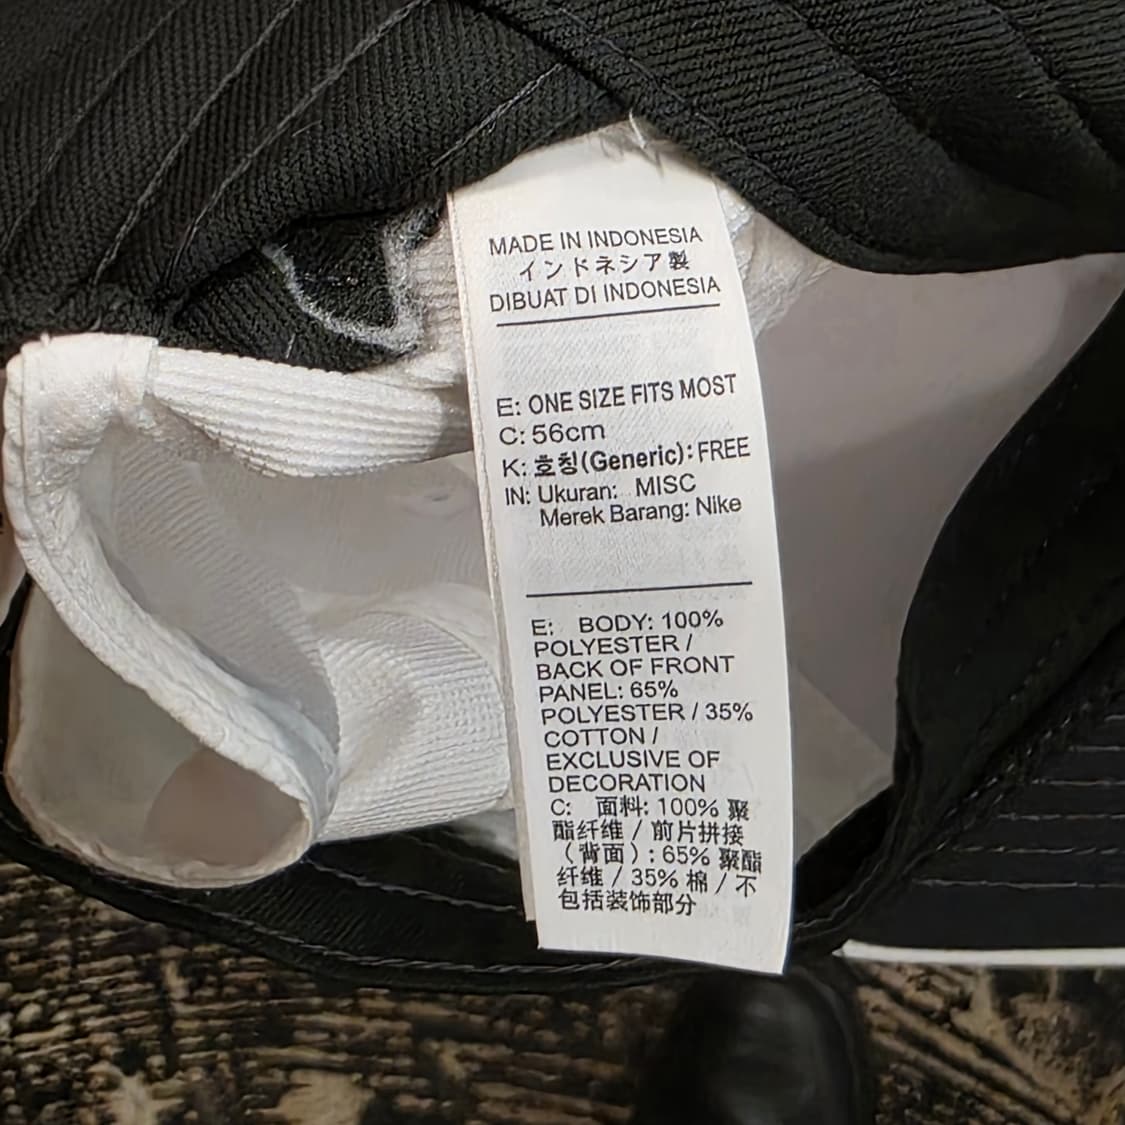 MADE IN INDONESIA
インドネシア製
DIBUAT DI INDONESIA
E: ONE SIZE FITS MOST
C: 56cm
K: 호칭(Generic): FREE
IN: Ukuran: MISC
Merek Barang: Nike
E: BODY: 100%
POLYESTER /
BACK OF FRONT
PANEL: 65%
POLYESTER / 35%
COTTON /
EXCLUSIVE OF
DECORATION
C: 面料: 100% 聚
酯纤维 / 前片拼接
（背面）: 65% 聚酯
纤维 / 35% 棉 / 不
包括装饰部分